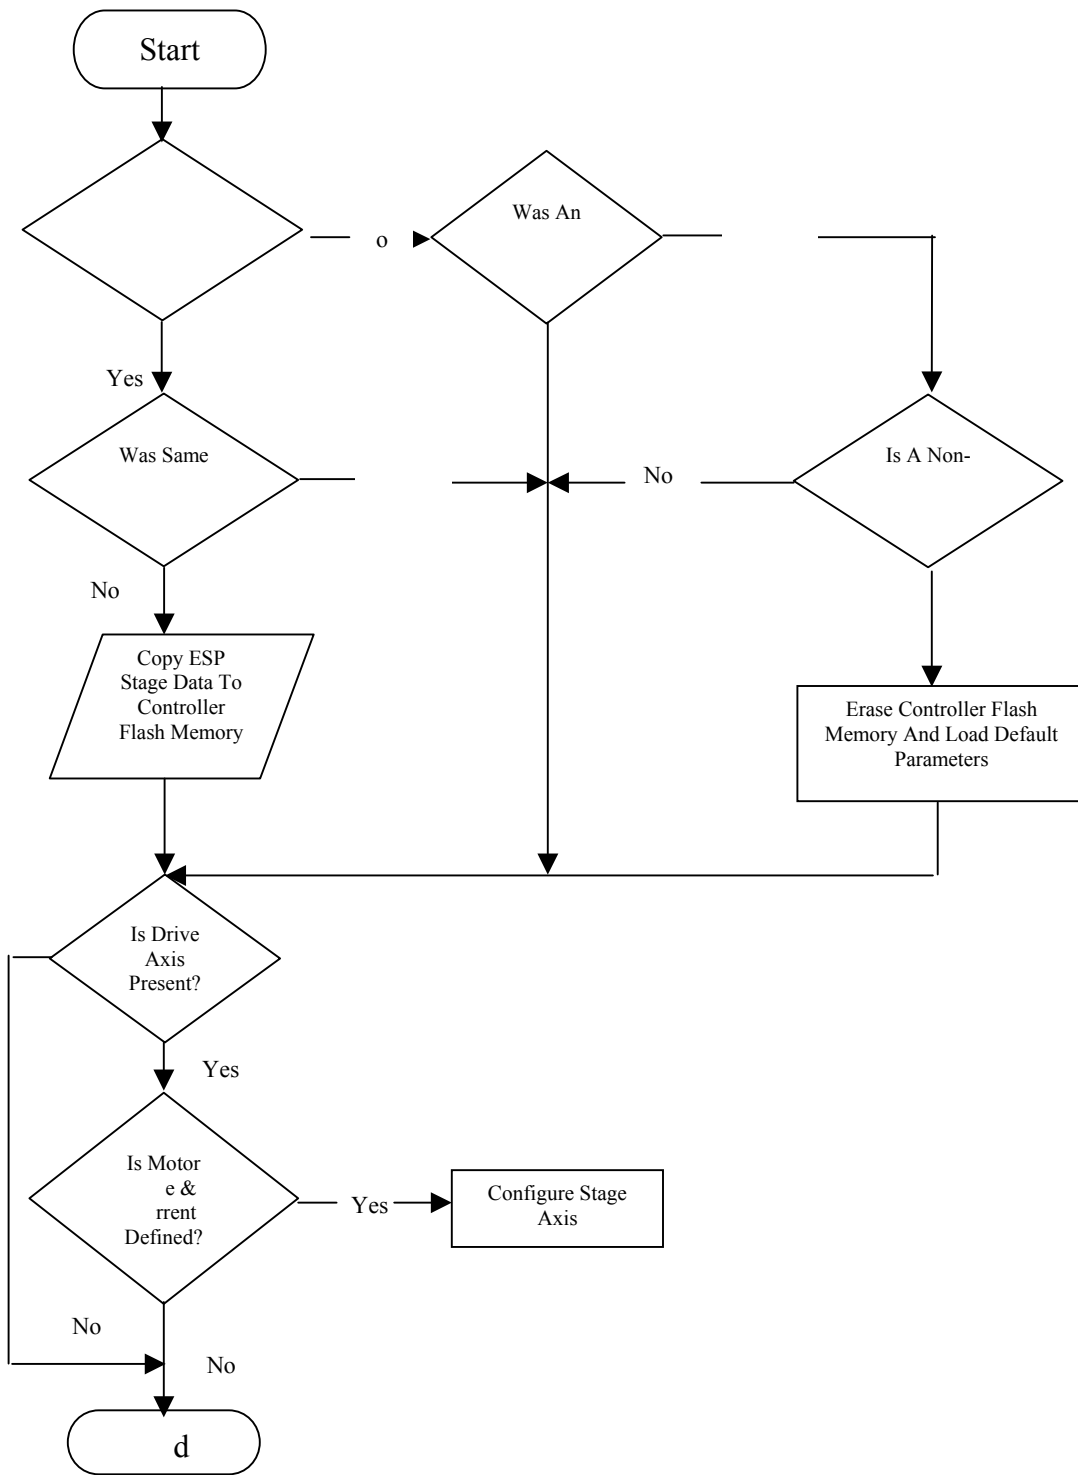 Start
o
Was An
Yes
Was Same
No
Is A Non-
No
Copy ESP
Stage Data To
Controller
Flash Memory
Erase Controller Flash
Memory And Load Default
Parameters
Is Drive
Axis
Present?
Yes
Is Motor
e &
rrent
Defined?
Yes
Configure Stage
Axis
No
No
d